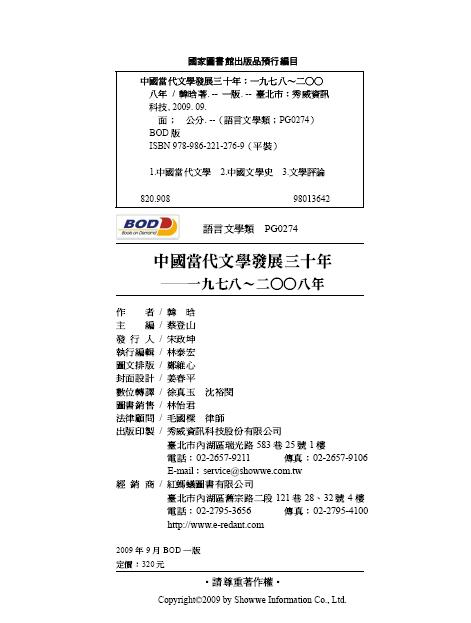 國家圖書館出版品預行編目
中國當代文學發展三十年：一九七八～二〇〇
八年 / 韓晗著. -- 一版. -- 臺北市：秀威資訊
科技, 2009. 09.
面； 公分. --（語言文學類；PG0274）
BOD 版
ISBN 978-986-221-276-9（平裝）
1.中國當代文學 2.中國文學史 3.文學評論
820.908 98013642
BOD
Books on Demand
語言文學類 PG0274
中國當代文學發展三十年
——一九七八～二〇〇八年
作 者 / 韓 晗
主 編 / 蔡登山
發 行 人 / 宋政坤
執行編輯 / 林泰宏
圖文排版 / 鄭維心
封面設計 / 姜春平
數位轉譯 / 徐真玉 沈裕閔
圖書銷售 / 林怡君
法律顧問 / 毛國樑 律師
出版印製 / 秀威資訊科技股份有限公司
臺北市內湖區瑞光路 583 巷 25 號 1 樓
電話：02-2657-9211 傳真：02-2657-9106
E-mail：service@showwe.com.tw
經 銷 商 / 紅螞蟻圖書有限公司
臺北市內湖區舊宗路二段 121 巷 28、32 號 4 樓
電話：02-2795-3656 傳真：02-2795-4100
http://www.e-redant.com
2009 年 9 月 BOD 一版
定價：320 元
・請尊重著作權・
Copyright©2009 by Showwe Information Co., Ltd.